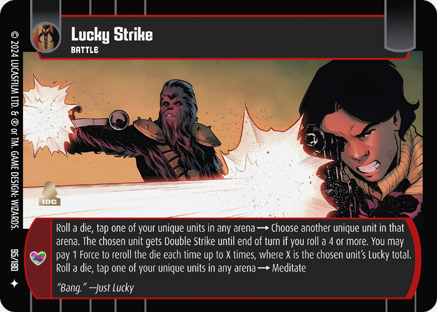 Lucky Strike
BATTLE
IDC
Roll a die, tap one of your unique units in any arena → Choose another unique unit in that
arena. The chosen unit gets Double Strike until end of turn if you roll a 4 or more. You may
pay 1 Force to reroll the die each time up to X times, where X is the chosen unit's Lucky total.
Roll a die, tap one of your unique units in any arena → Meditate
"Bang." —Just Lucky
© 2024 LUCASFILM LTD. & ® or TM. GAME DESIGN: WIZARDS.